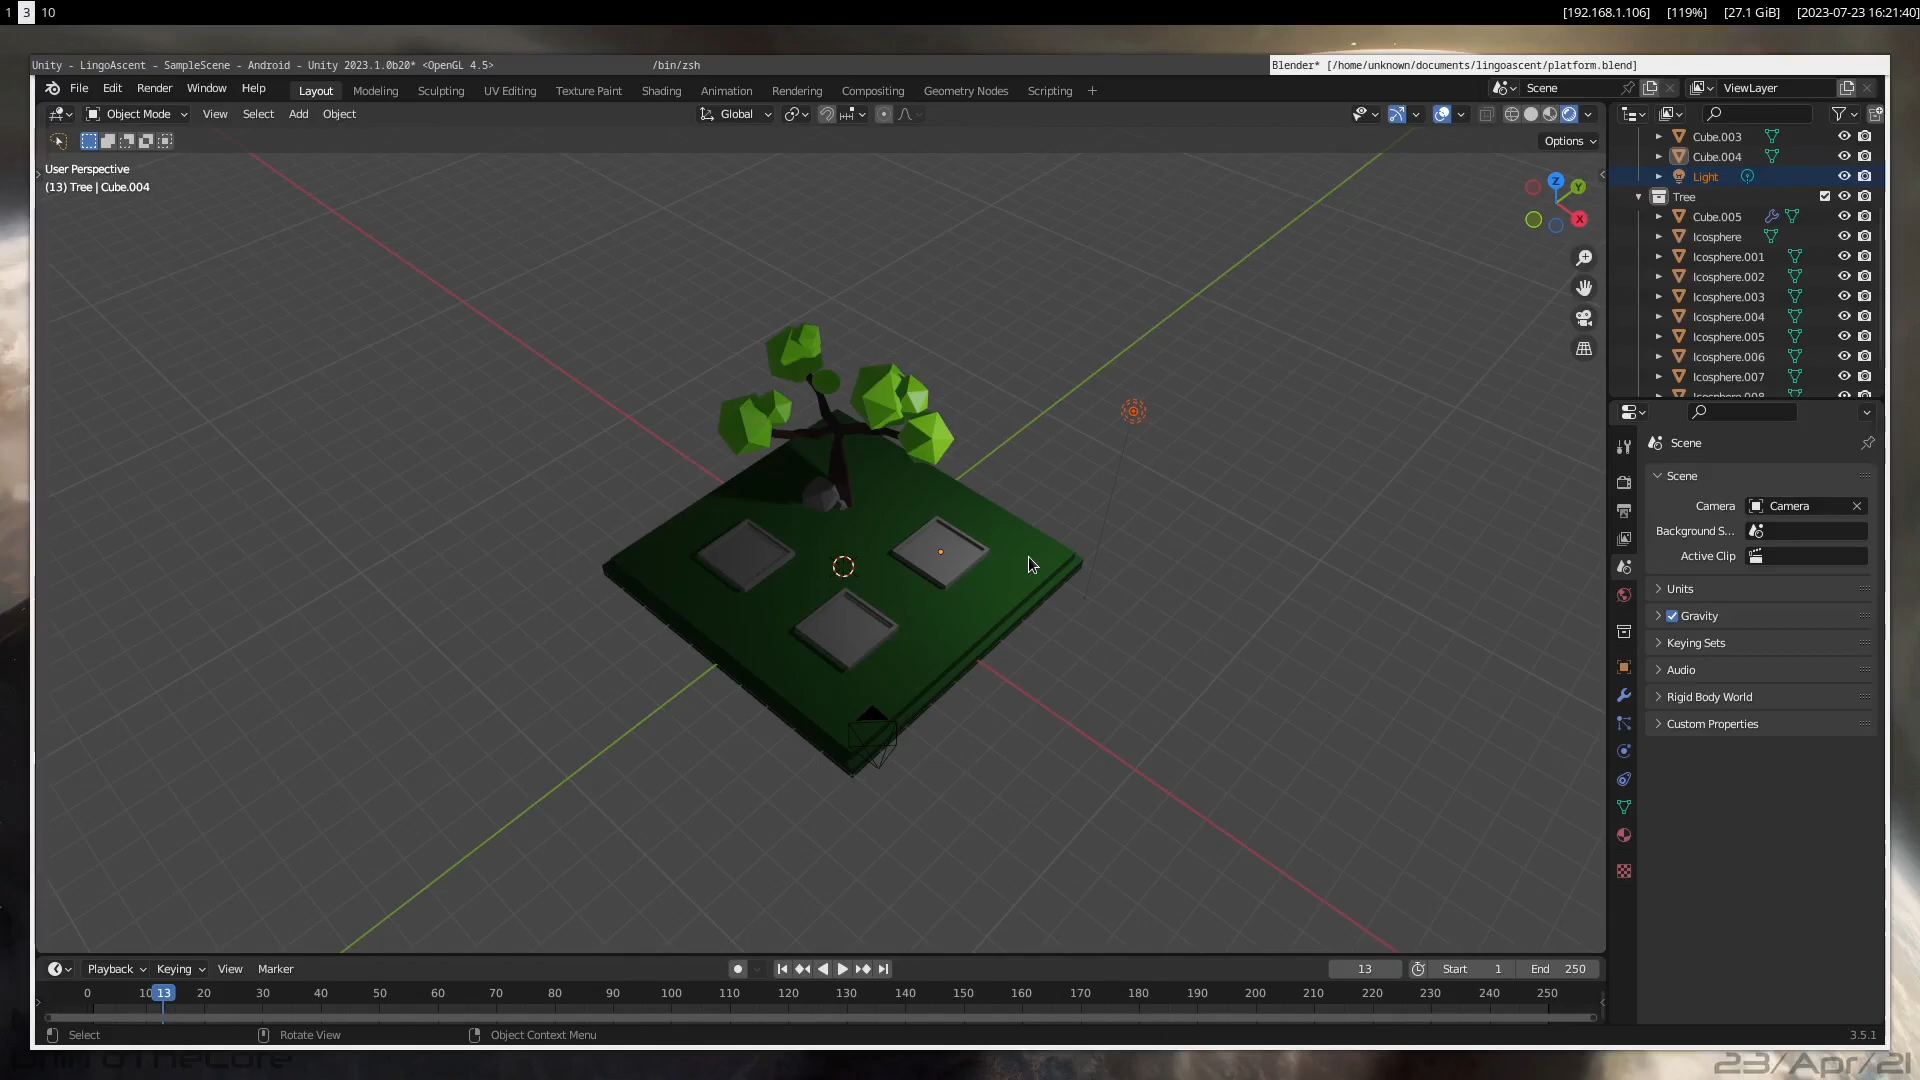 1 3 10 [192.168.1.106] [119%] [27.1 GiB] [2023-07-23 16:21:40]
Unity - LingoAscent - SampleScene - Android - Unity 2023.1.0b20* <OpenGL 4.5> /bin/zsh Blender* [/home/unknown/documents/lingoascent/platform.blend]
File Edit Render Window Help Layout Modeling Sculpting UV Editing Texture Paint Shading Animation Rendering Compositing Geometry Nodes Scripting + Scene ViewLayer
Object Mode View Select Add Object Global
Options
User Perspective
(13) Tree | Cube.004
Z
Y
X
Cube.003
Cube.004
Light
Tree
Cube.005
Icosphere
Icosphere.001
Icosphere.002
Icosphere.003
Icosphere.004
Icosphere.005
Icosphere.006
Icosphere.007
Scene
Scene
Camera Camera
Background S...
Active Clip
Units
Gravity
Keying Sets
Audio
Rigid Body World
Custom Properties
Playback Keying View Marker 13 Start 1 End 250
0 10 13 20 30 40 50 60 70 80 90 100 110 120 130 140 150 160 170 180 190 200 210 220 230 240 250
Select Rotate View Object Context Menu 3.5.1
23/Apr/21